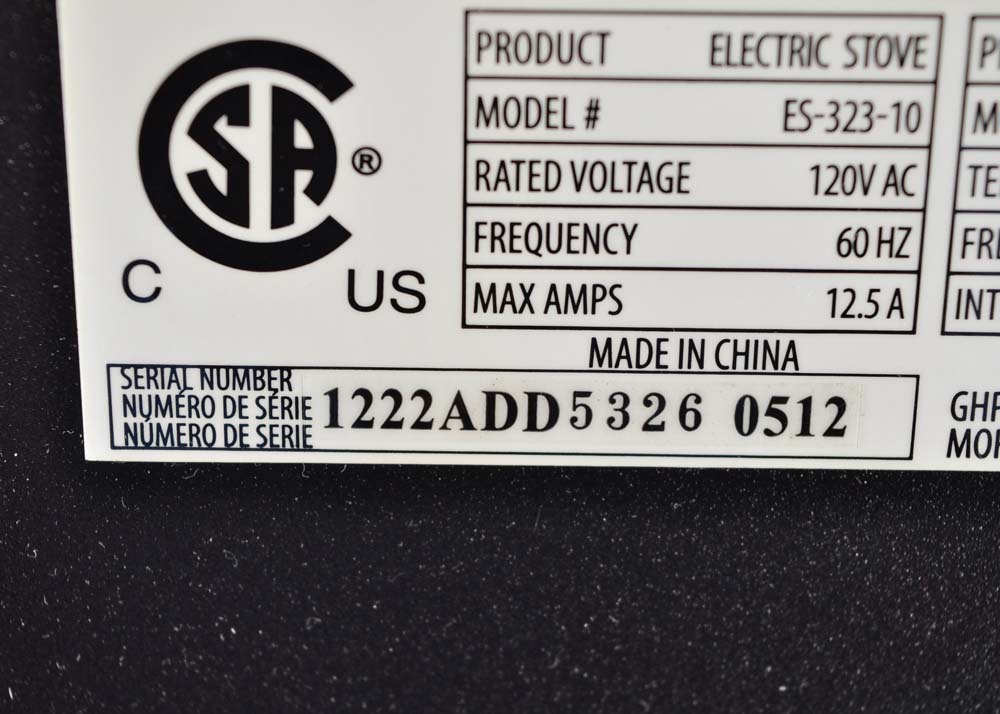 CSA ®
C US
PRODUCT ELECTRIC STOVE
MODEL # ES-323-10
RATED VOLTAGE 120V AC
FREQUENCY 60 HZ
MAX AMPS 12.5 A
MADE IN CHINA
SERIAL NUMBER
NUMÉRO DE SÉRIE
NÚMERO DE SERIE
1222ADD5326 0512